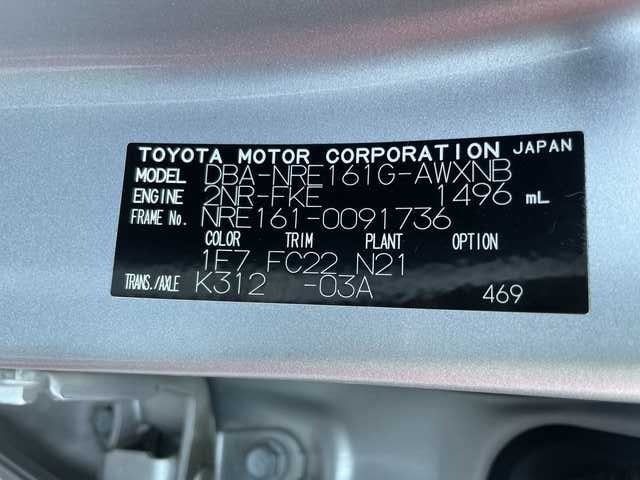 TOYOTA MOTOR CORPORATION JAPAN
MODEL DBA-NRE161G-AWXNB
ENGINE 2NR-FKE 1496 mL
FRAME No. NRE161-0091736
COLOR TRIM PLANT OPTION
1F7 FC22 N21
TRANS./AXLE K312 -03A 469